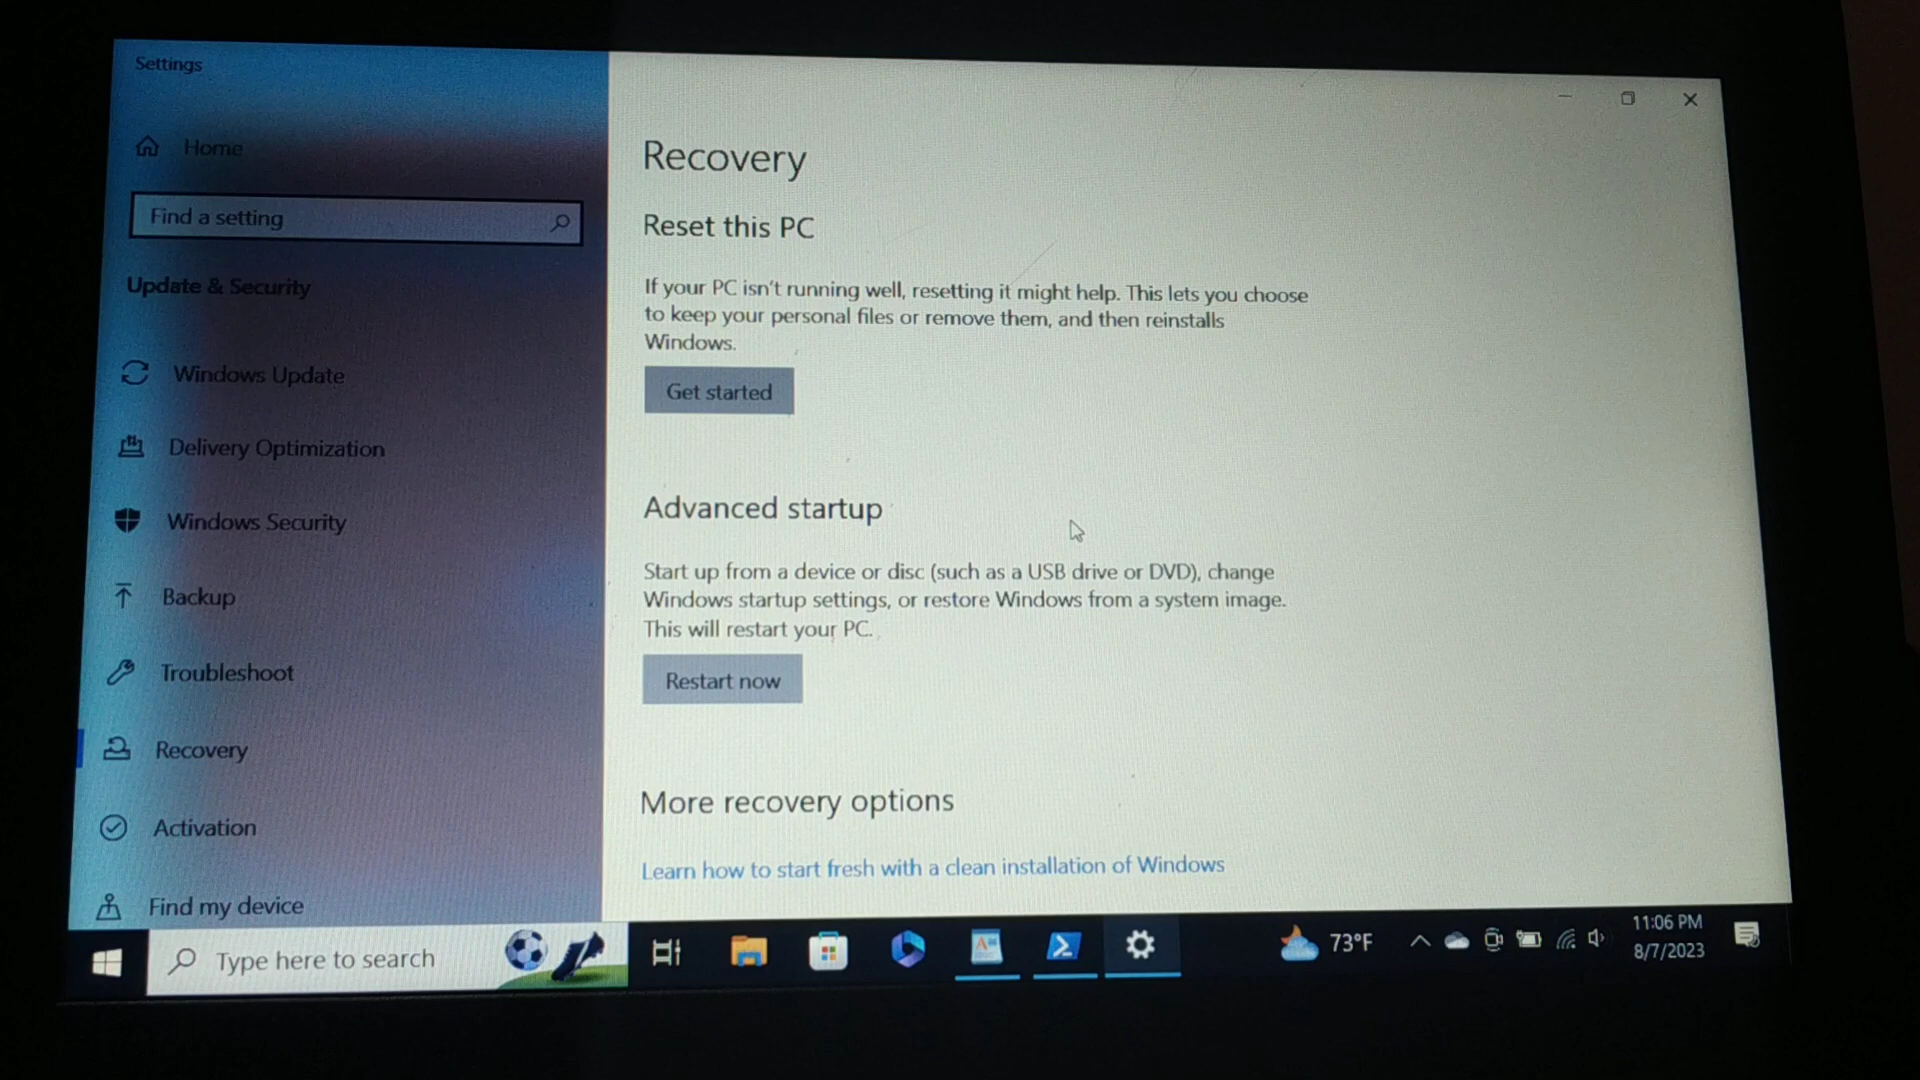 Settings
Home
Find a setting
Update & Security
Windows Update
Delivery Optimization
Windows Security
Backup
Troubleshoot
Recovery
Activation
Find my device
Recovery
Reset this PC
If your PC isn't running well, resetting it might help. This lets you choose
to keep your personal files or remove them, and then reinstalls
Windows.
Get started
Advanced startup
Start up from a device or disc (such as a USB drive or DVD), change
Windows startup settings, or restore Windows from a system image.
This will restart your PC.
Restart now
More recovery options
Learn how to start fresh with a clean installation of Windows
Type here to search
73°F
11:06 PM
8/7/2023